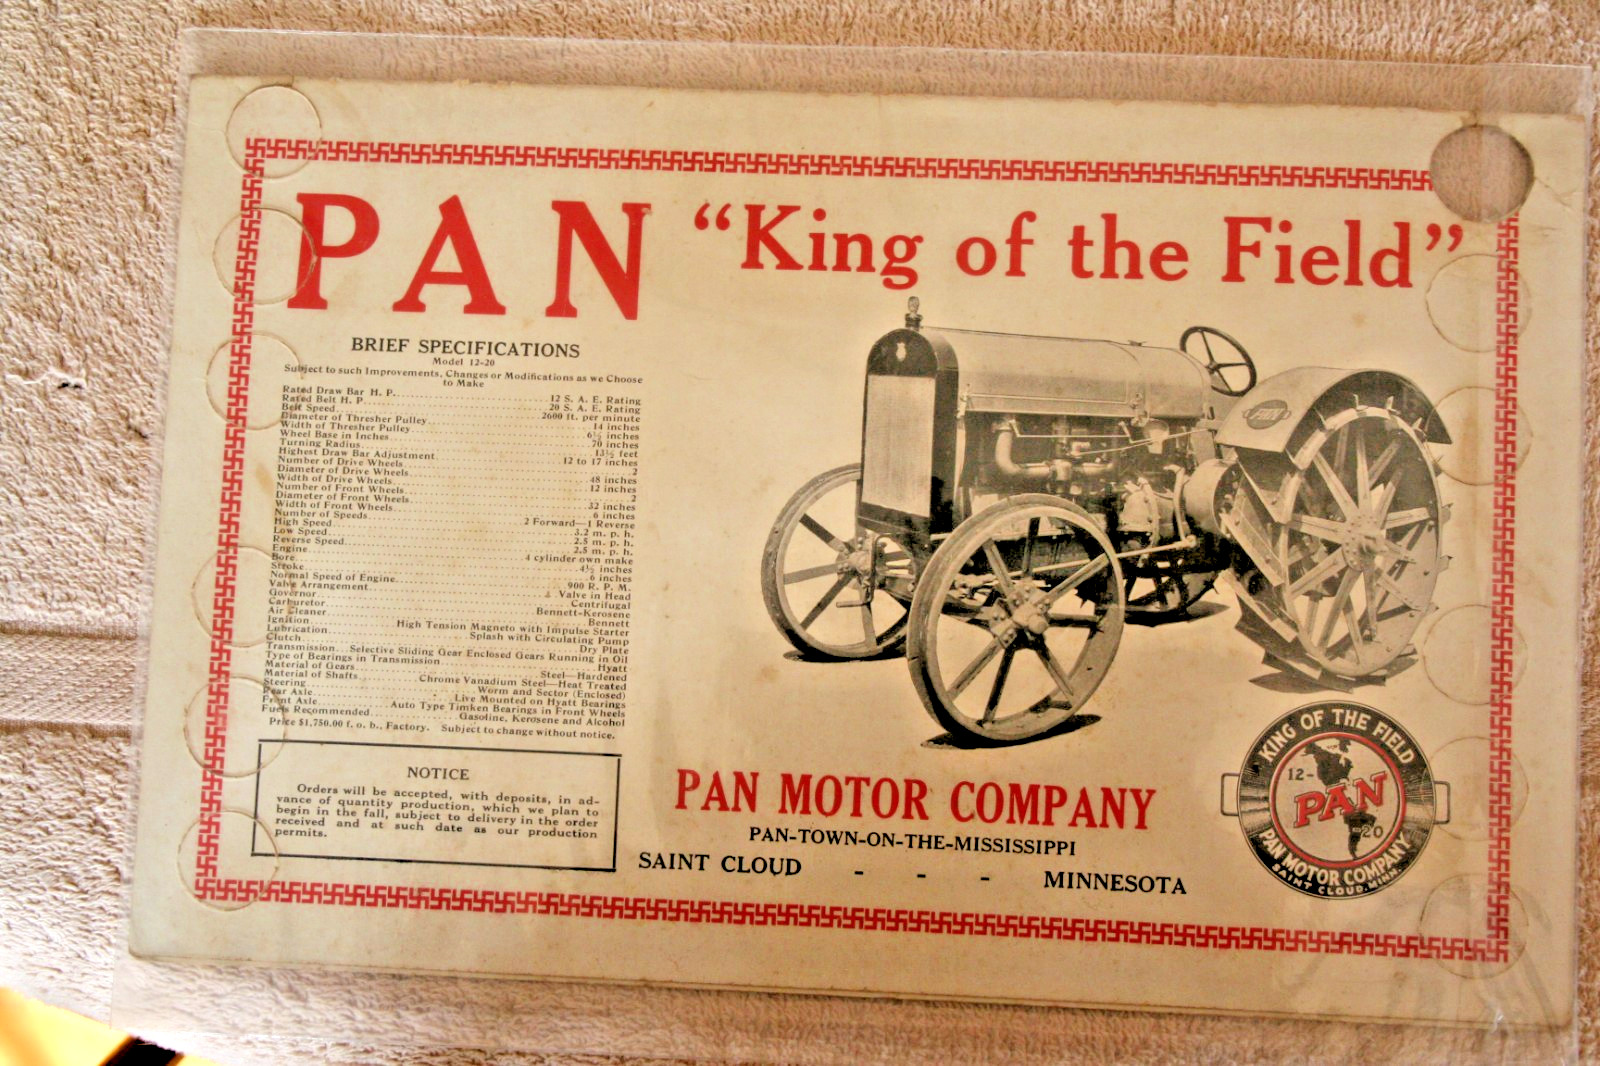 PAN "King of the Field"
BRIEF SPECIFICATIONS
Model 12-20
Subject to such Improvements, Changes or Modifications as we Choose
to Make
Rated Draw Bar H. P. 12 S. A. E. Rating
Rated Belt H. P. 20 S. A. E. Rating
Belt Speed 2600 ft. per minute
Diameter of Thresher Pulley 14 inches
Width of Thresher Pulley 6½ inches
Wheel Base in Inches 70 inches
Turning Radius 13½ feet
Highest Draw Bar Adjustment 12 to 17 inches
Number of Drive Wheels 2
Diameter of Drive Wheels 48 inches
Width of Drive Wheels 12 inches
Number of Front Wheels 2
Diameter of Front Wheels 32 inches
Width of Front Wheels 6 inches
Number of Speeds 2 Forward—1 Reverse
High Speed 3.2 m. p. h.
Low Speed 2.5 m. p. h.
Reverse Speed 2.5 m. p. h.
Engine 4 cylinder own make
Bore 4½ inches
Stroke 6 inches
Normal Speed of Engine 900 R. P. M.
Valve Arrangement Valve in Head
Governor Centrifugal
Carburetor Bennett-Kerosene
Air Cleaner Bennett
Ignition High Tension Magneto with Impulse Starter
Lubrication Splash with Circulating Pump
Clutch Dry Plate
Transmission Selective Sliding Gear Enclosed Gears Running in Oil
Type of Bearings in Transmission Hyatt
Material of Gears Steel—Hardened
Material of Shafts Chrome Vanadium Steel—Heat Treated
Steering Worm and Sector (Enclosed)
Rear Axle Live Mounted on Hyatt Bearings
Front Axle Auto Type Timken Bearings in Front Wheels
Fuels Recommended Gasoline, Kerosene and Alcohol
Price $1,750.00 f. o. b., Factory. Subject to change without notice.
NOTICE
Orders will be accepted, with deposits, in ad-
vance of quantity production, which we plan to
begin in the fall, subject to delivery in the order
received and at such date as our production
permits.
PAN MOTOR COMPANY
PAN-TOWN-ON-THE-MISSISSIPPI
SAINT CLOUD - - - MINNESOTA
KING OF THE FIELD
12-
PAN
-20
PAN MOTOR COMPANY
SAINT CLOUD, MINN.